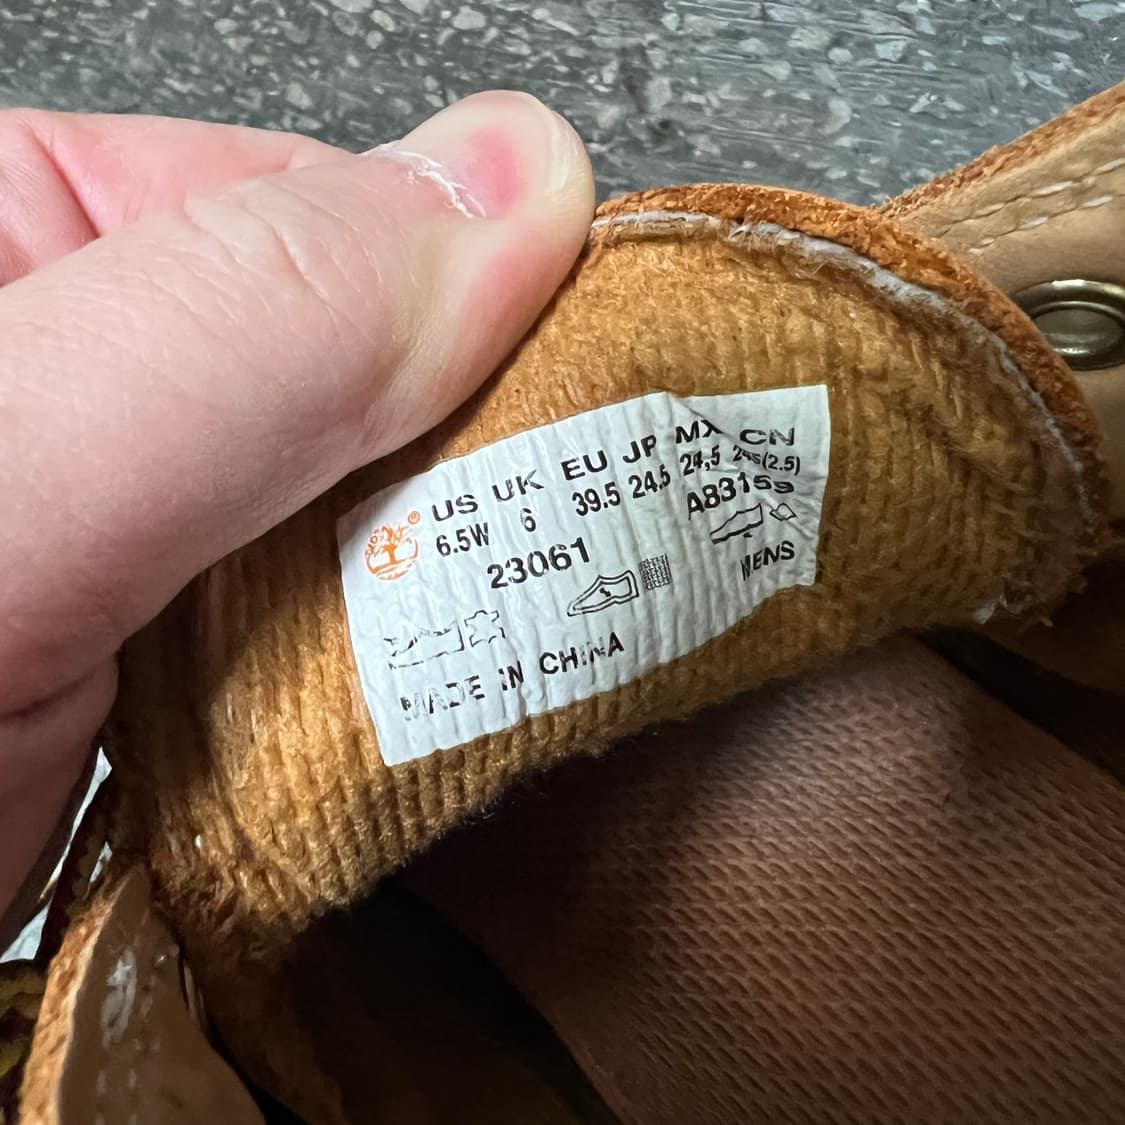 US UK EU JP MX CN
6.5W 6 39.5 24.5 24,5 245(2.5)
23061 A83159
MENS
MADE IN CHINA